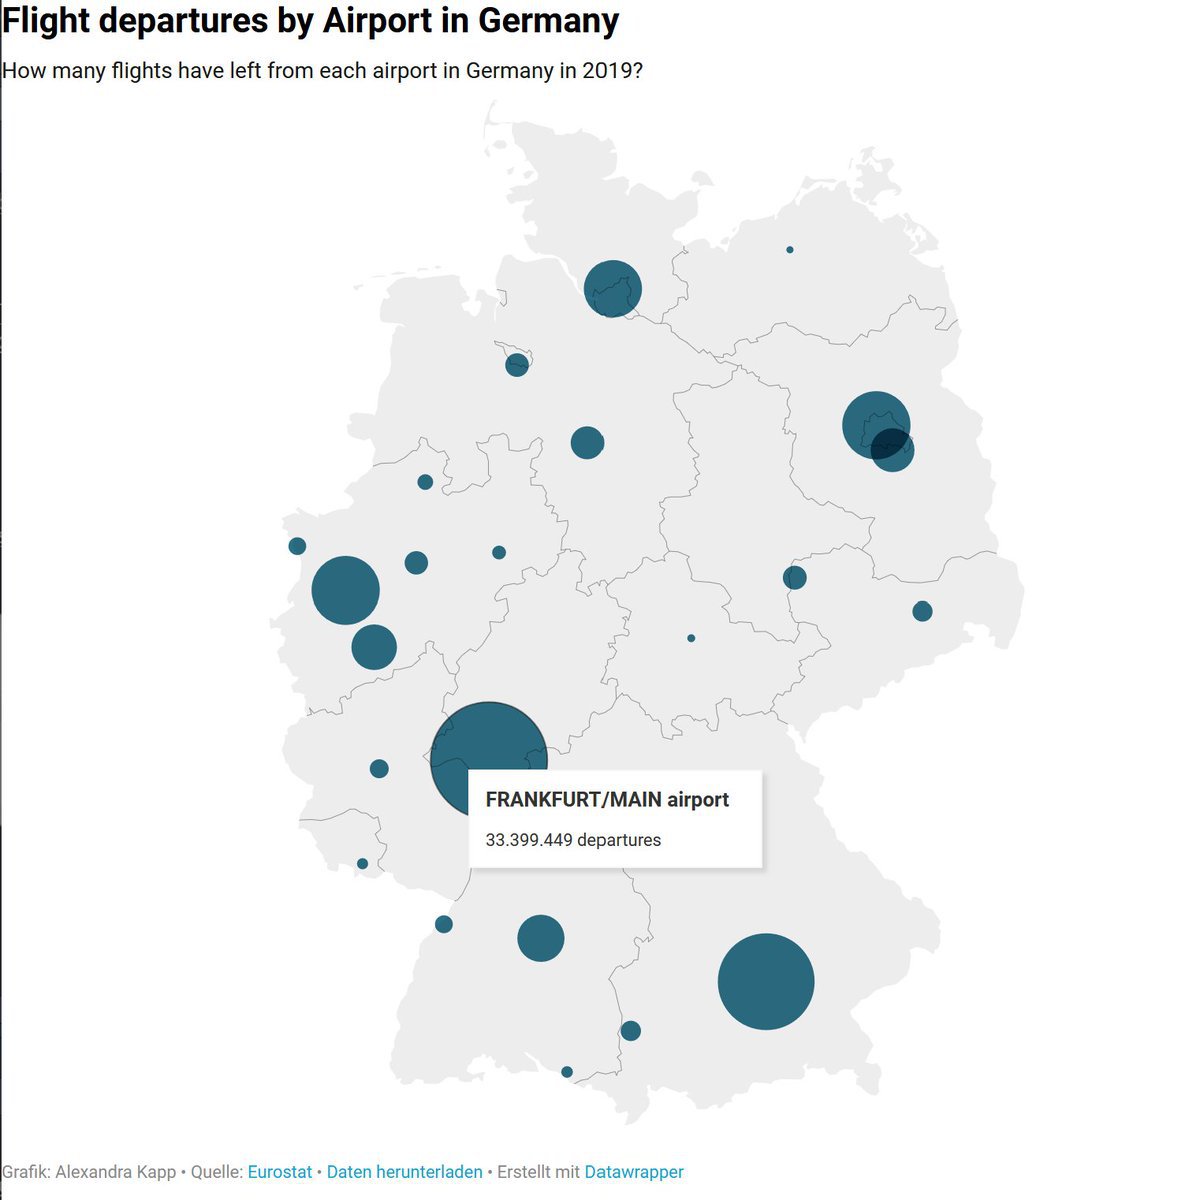 Flight departures by Airport in Germany
How many flights have left from each airport in Germany in 2019?
FRANKFURT/MAIN airport
33.399.449 departures
Grafik: Alexandra Kapp • Quelle: Eurostat • Daten herunterladen • Erstellt mit Datawrapper